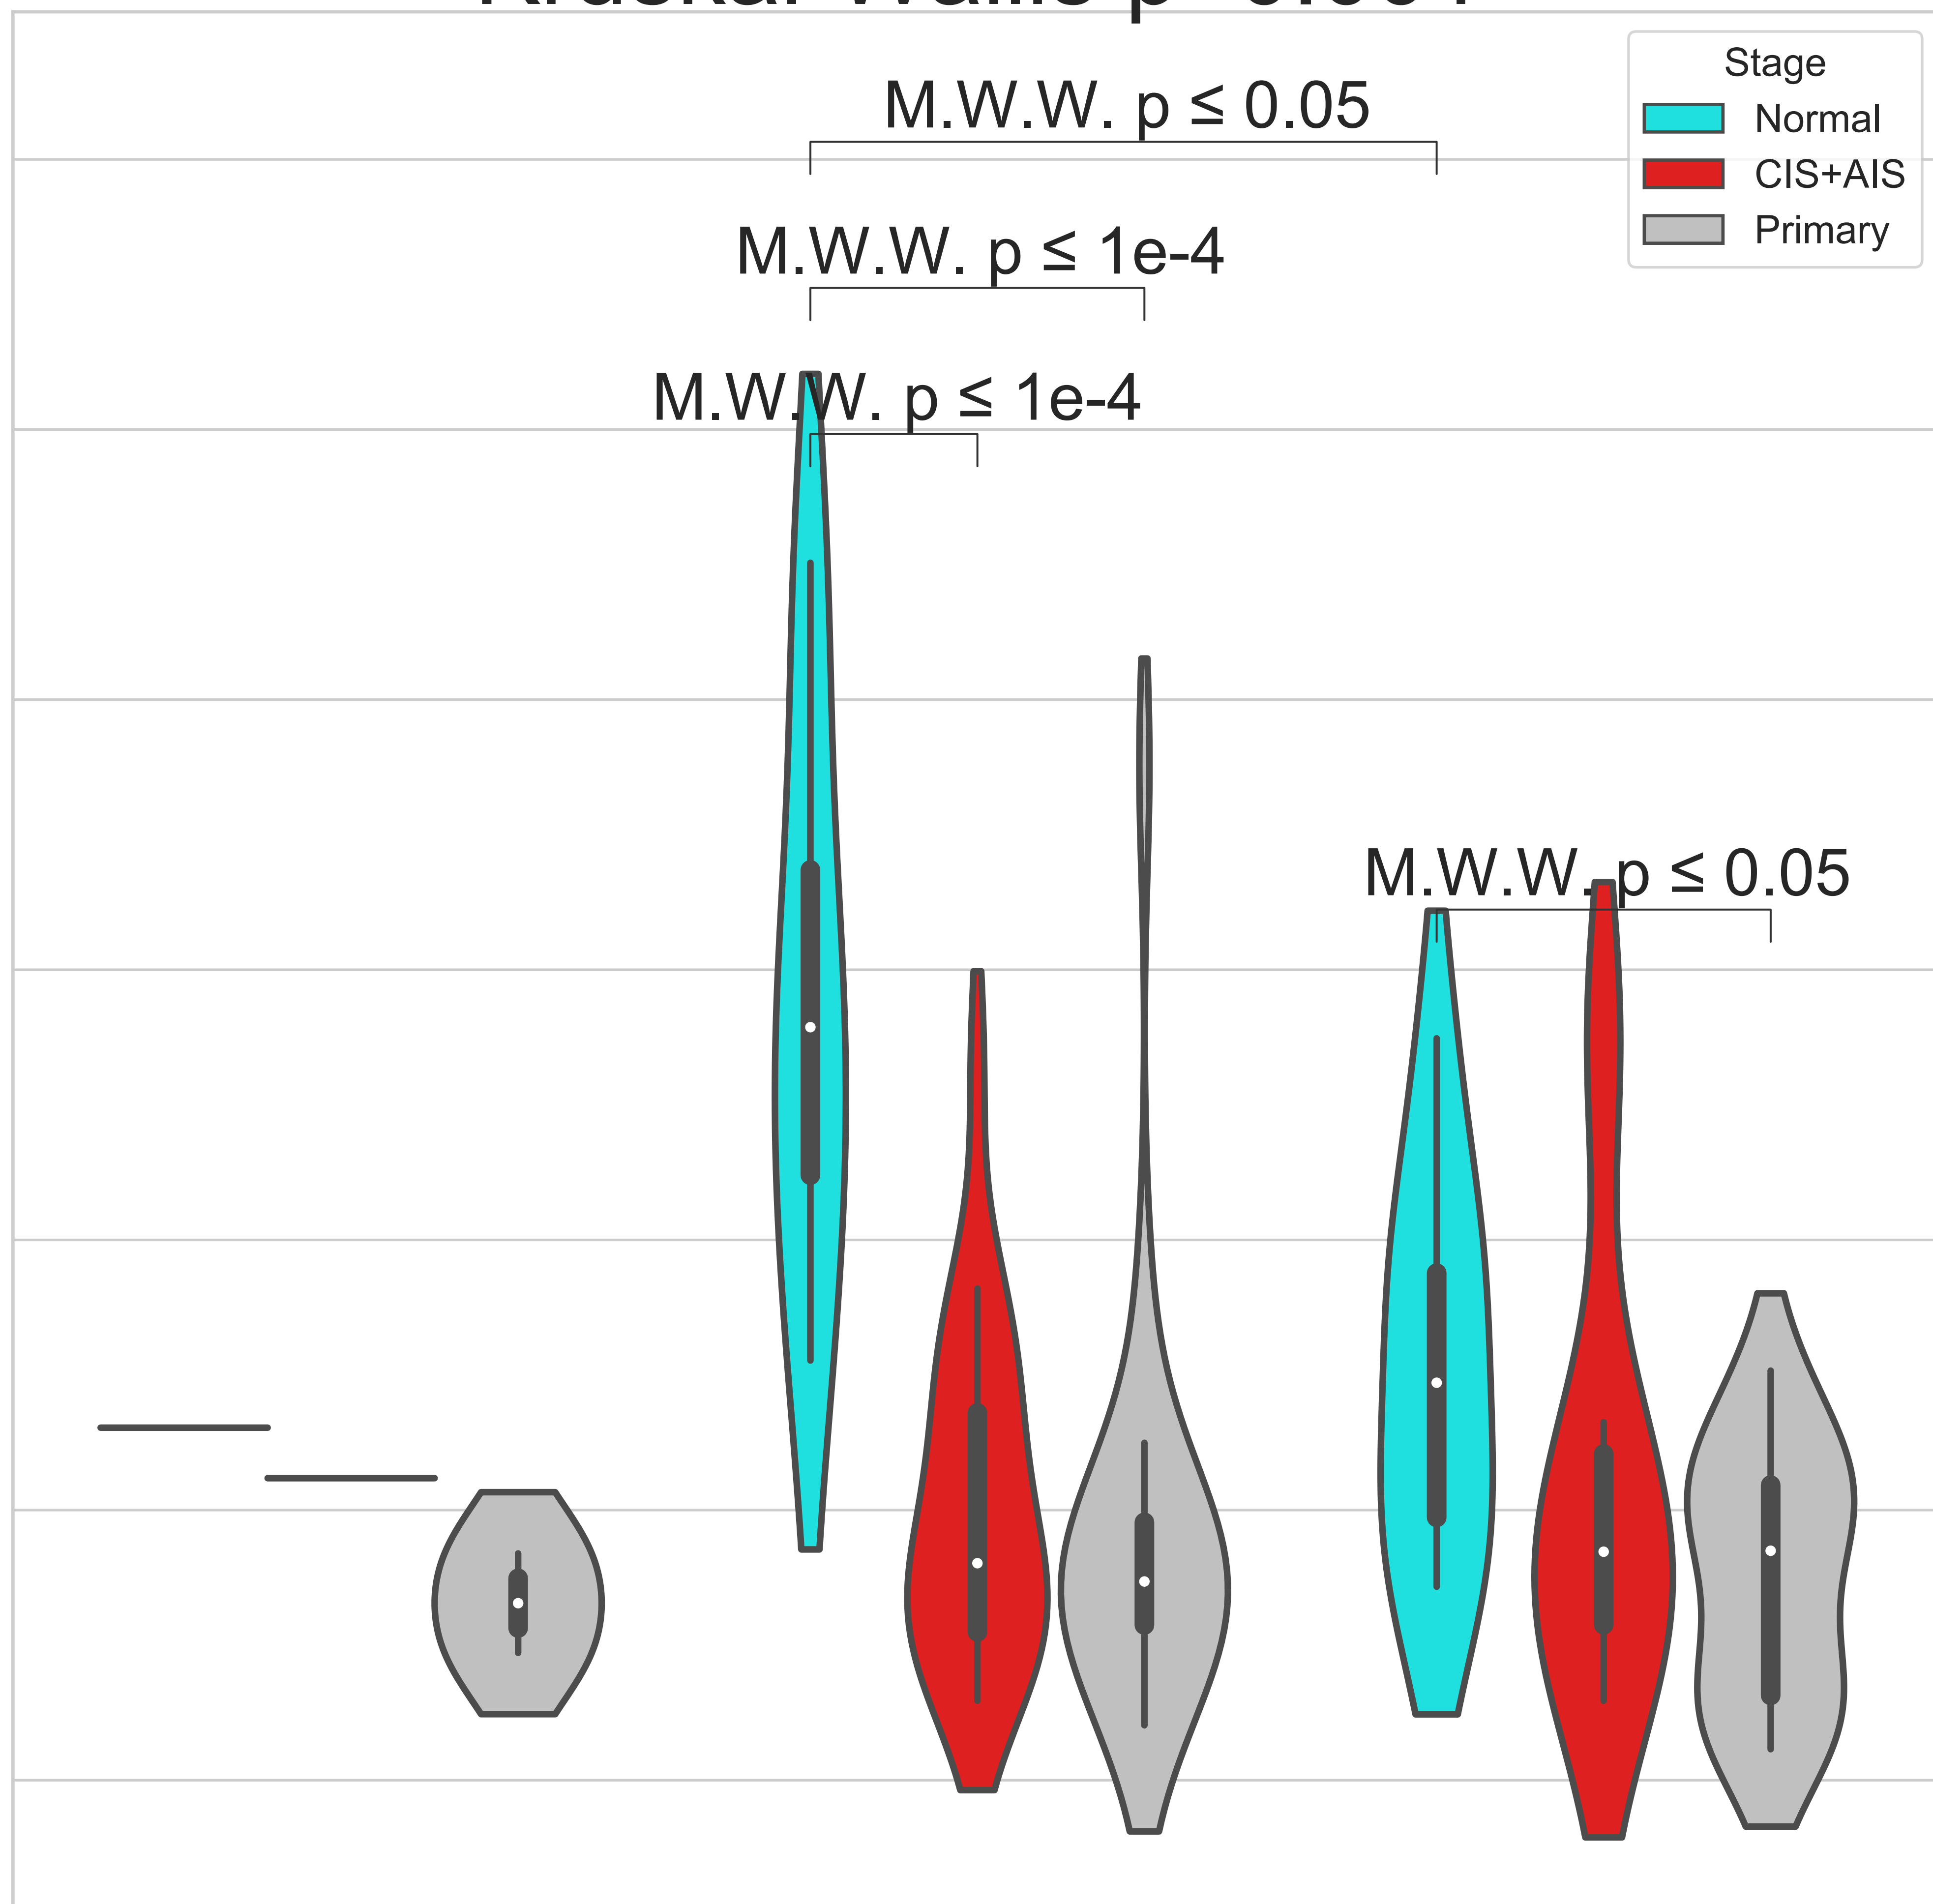 Stage
Normal
CIS+AIS
Primary
M.W.W. p ≤ 0.05
M.W.W. p ≤ 1e-4
M.W.W. p ≤ 1e-4
M.W.W. p ≤ 0.05